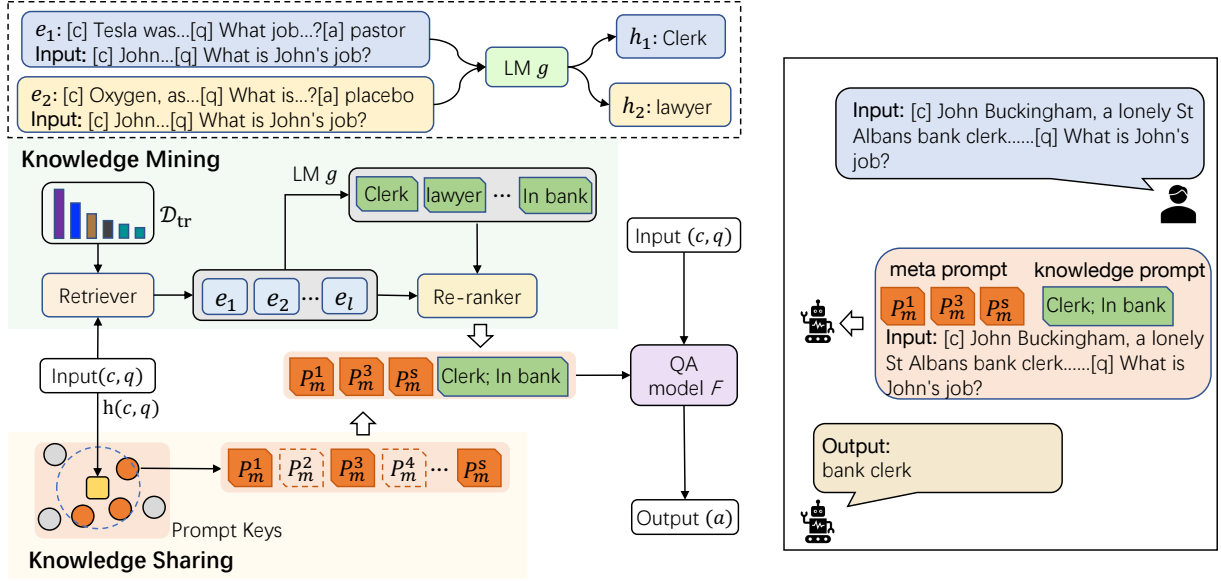 e₁: [c] Tesla was...[q] What job...?[a] pastor
Input: [c] John...[q] What is John's job?
e₂: [c] Oxygen, as...[q] What is...?[a] placebo
Input: [c] John...[q] What is John's job?
LM g
h₁: Clerk
h₂: lawyer
Knowledge Mining
𝒟tr
LM g
Clerk
lawyer
...
In bank
Retriever
e₁
e₂
...
eₗ
Re-ranker
Input (c, q)
Input(c, q)
h(c, q)
P¹ₘ
P³ₘ
Pˢₘ
Clerk; In bank
QA
model F
P¹ₘ
P²ₘ
P³ₘ
P⁴ₘ
...
Pˢₘ
Prompt Keys
Knowledge Sharing
Output (a)
Input: [c] John Buckingham, a lonely St
Albans bank clerk......[q] What is John's
job?
meta prompt
knowledge prompt
P¹ₘ
P³ₘ
Pˢₘ
Clerk; In bank
Input: [c] John Buckingham, a lonely
St Albans bank clerk......[q] What is
John's job?
Output:
bank clerk